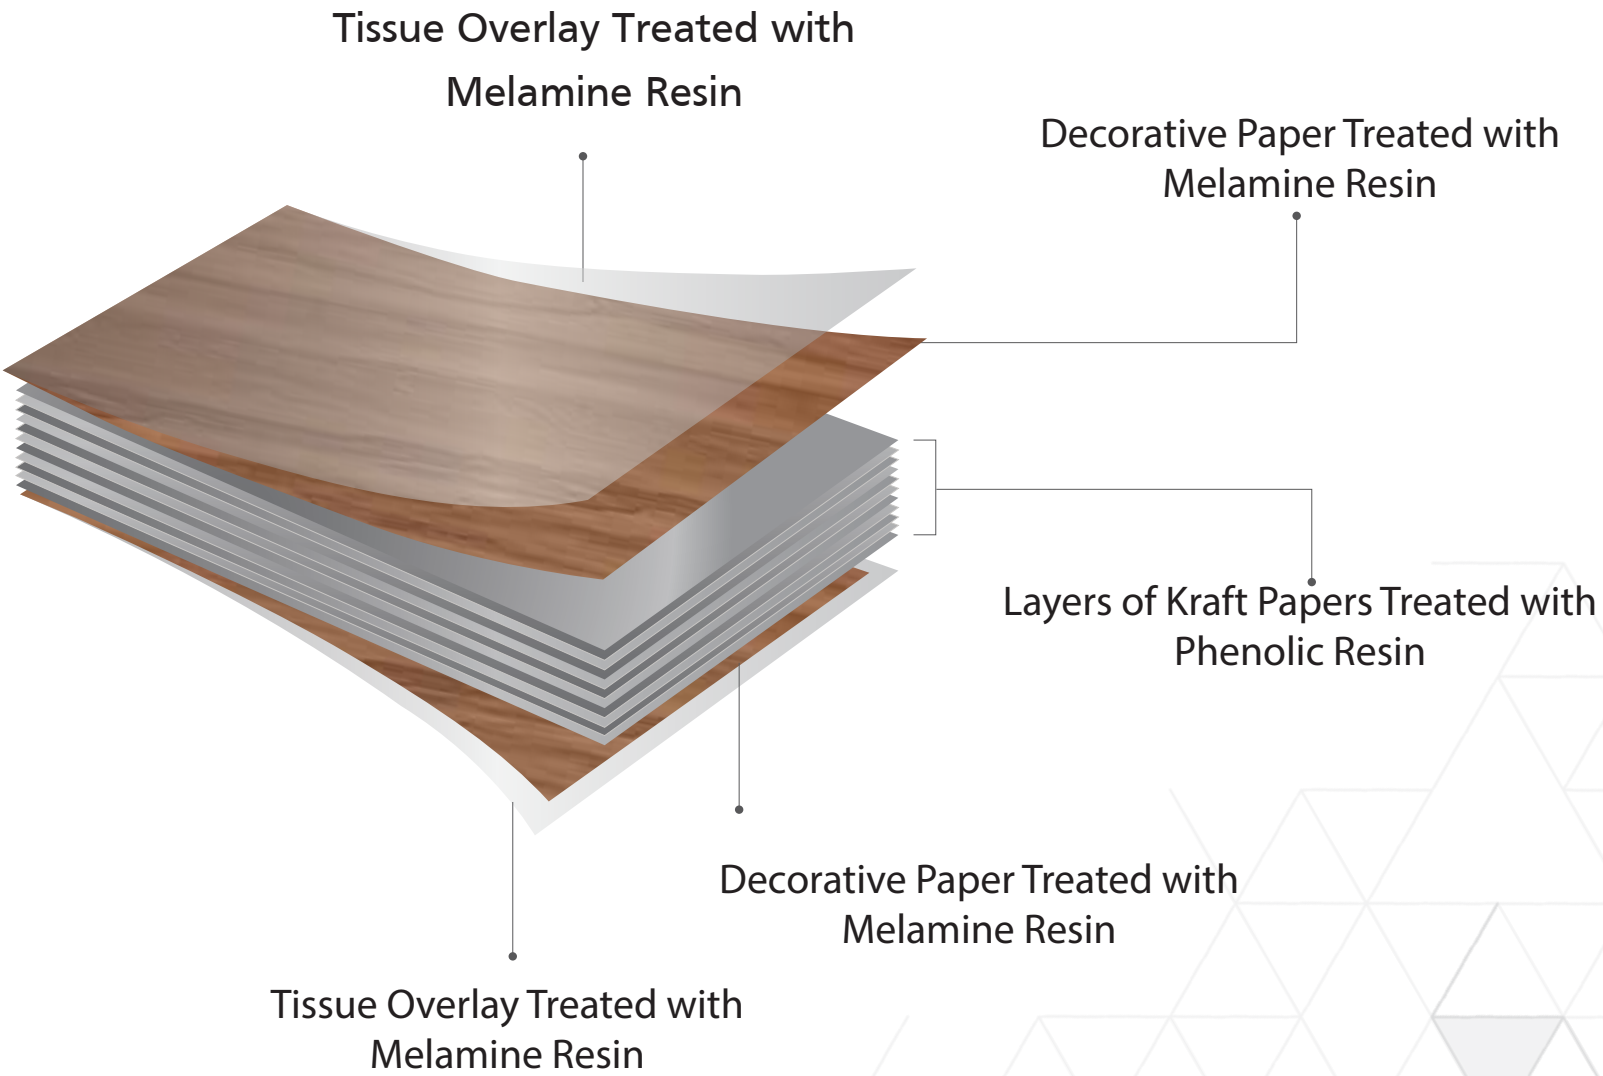 Tissue Overlay Treated with
Melamine Resin
Decorative Paper Treated with
Melamine Resin
Layers of Kraft Papers Treated with
Phenolic Resin
Decorative Paper Treated with
Melamine Resin
Tissue Overlay Treated with
Melamine Resin